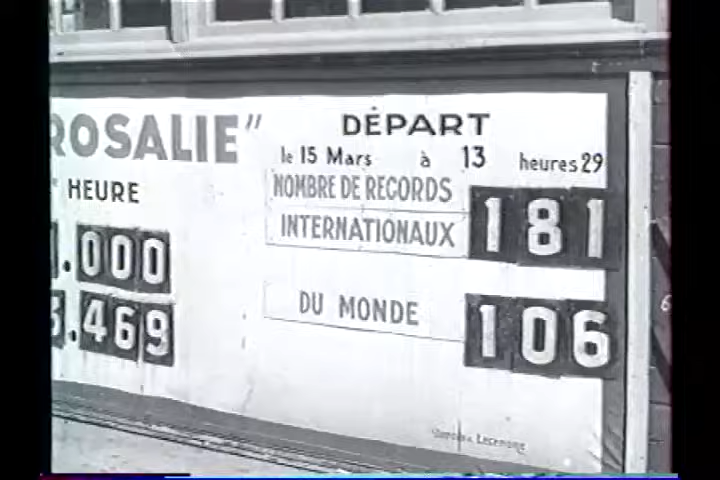 ROSALIE"
HEURE
.000
.469
DÉPART
le 15 Mars à 13 heures 29
NOMBRE DE RECORDS
INTERNATIONAUX 181
DU MONDE 106